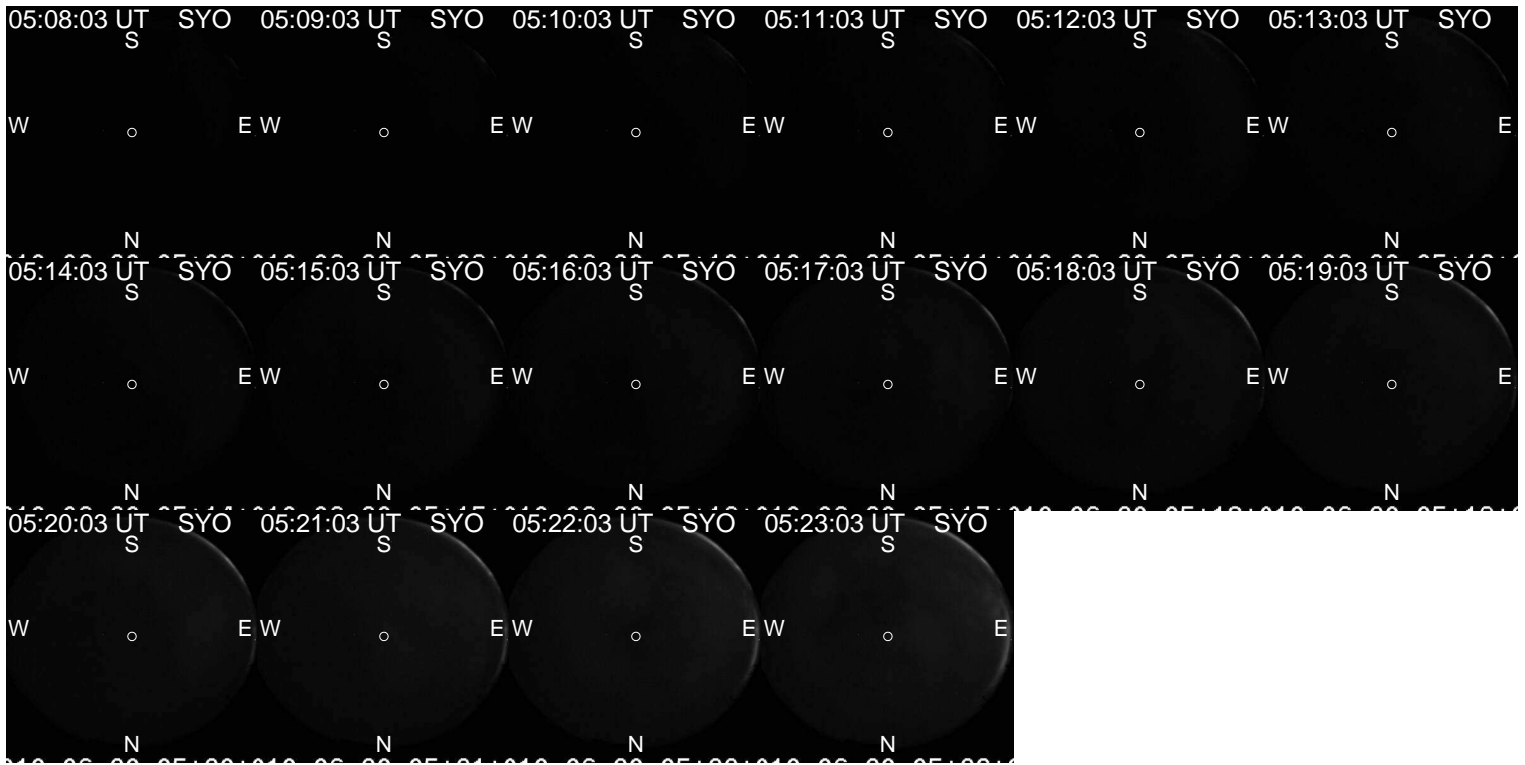 05:08:03 UT SYO 05:09:03 UT SYO 05:10:03 UT SYO 05:11:03 UT SYO 05:12:03 UT SYO 05:13:03 UT SYO
S S S S S S
W E W E W E W E W E W E
N N N N N N
05:14:03 UT SYO 05:15:03 UT SYO 05:16:03 UT SYO 05:17:03 UT SYO 05:18:03 UT SYO 05:19:03 UT SYO
S S S S S S
W E W E W E W E W E W E
N N N N N N
05:20:03 UT SYO 05:21:03 UT SYO 05:22:03 UT SYO 05:23:03 UT SYO
S S S S
W E W E W E W E
N N N N